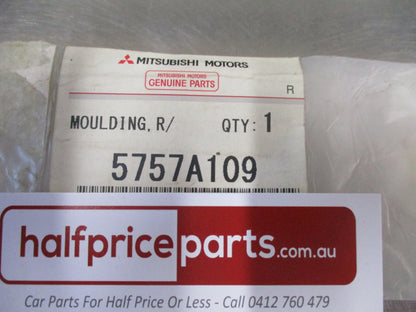 MITSUBISHI MOTORS
MITSUBISHI MOTORS
GENUINE PARTS
R
MOULDING, R/ QTY: 1
5757A109
halfpriceparts.com.au
Car Parts For Half Price Or Less - Call 0412 760 479